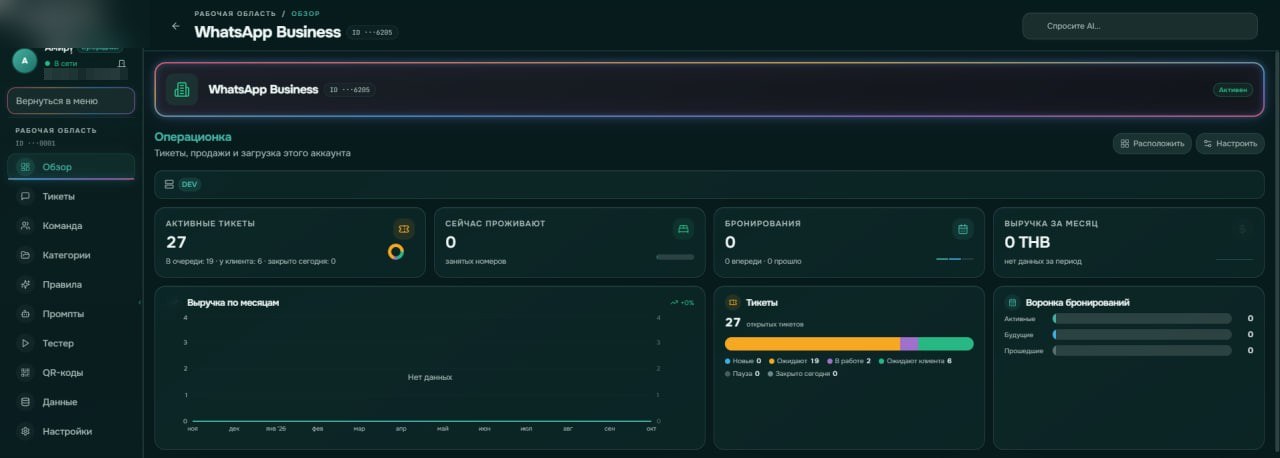 РАБОЧАЯ ОБЛАСТЬ / ОБЗОР
WhatsApp Business ID ···6205
Спросите AI...
A
В сети
Вернуться в меню
РАБОЧАЯ ОБЛАСТЬ
ID ···0001
Обзор
Тикеты
Команда
Категории
Правила
Промпты
Тестер
QR-коды
Данные
Настройки
WhatsApp Business ID ···6205
Активен
Операционка
Тикеты, продажи и загрузка этого аккаунта
Расположить
Настроить
DEV
АКТИВНЫЕ ТИКЕТЫ
27
В очереди: 19 · у клиента: 6 · закрыто сегодня: 0
СЕЙЧАС ПРОЖИВАЮТ
0
занятых номеров
БРОНИРОВАНИЯ
0
0 впереди · 0 прошло
ВЫРУЧКА ЗА МЕСЯЦ
0 THB
нет данных за период
Выручка по месяцам
+0%
4 4
3 3
2 2
1 1
0 0
Нет данных
ноя дек янв '26 фев мар апр май июн июл авг сен окт
Тикеты
27 открытых тикетов
Новые 0 Ожидают 19 В работе 2 Ожидают клиента 6
Пауза 0 Закрыто сегодня 0
Воронка бронирований
Активные 0
Будущие 0
Прошедшие 0